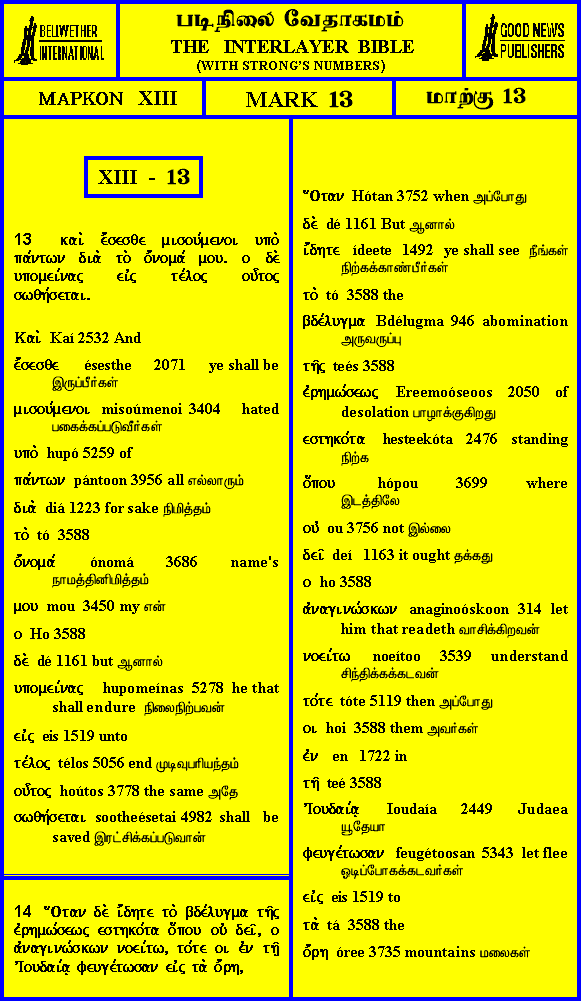 BELLWETHER
INTERNATIONAL
படிநிலை வேதாகமம்
THE INTERLAYER BIBLE
(WITH STRONG'S NUMBERS)
GOOD NEWS
PUBLISHERS
ΜΑΡΚΟΝ XIII
MARK 13
மாற்கு 13
XIII - 13
13 καὶ ἔσεσθε μισούμενοι υπὸ
πάντων διὰ τὸ ὄνομά μου. ο δὲ
υπομείνας εἰς τέλος οὗτος
σωθήσεται.
Καὶ Kaí 2532 And
ἔσεσθε ésesthe 2071 ye shall be
இருப்பீர்கள்
μισούμενοι misoúmenoi 3404 hated
பகைக்கப்படுவீர்கள்
υπὸ hupó 5259 of
πάντων pántoon 3956 all எல்லாரும்
διὰ diá 1223 for sake நிமித்தம்
τὸ tó 3588
ὄνομά ónomá 3686 name's
நாமத்தினிமித்தம்
μου mou 3450 my என்
ο Ho 3588
δὲ dé 1161 but ஆனால்
υπομείνας hupomeínas 5278 he that
shall endure நிலைநிற்பவன்
εἰς eis 1519 unto
τέλος télos 5056 end முடிவுபரியந்தம்
οὗτος hoútos 3778 the same அதே
σωθήσεται sootheésetai 4982 shall be
saved இரட்சிக்கப்படுவான்
14 Ὅταν δὲ ἴδητε τὸ βδέλυγμα τῆς
ἐρημώσεως εστηκότα ὅπου οὐ δεῖ, ο
ἀναγινώσκων νοείτω, τότε οι ἐν τῇ
Ἰουδαίᾳ φευγέτωσαν εἰς τὰ ὄρη,
Ὅταν Hótan 3752 when அப்போது
δὲ dé 1161 But ஆனால்
ἴδητε ídeete 1492 ye shall see நீங்கள்
நிற்கக்காண்பீர்கள்
τὸ tó 3588 the
βδέλυγμα Bdélugma 946 abomination
அருவருப்பு
τῆς teés 3588
ἐρημώσεως Ereemoóseoos 2050 of
desolation பாழாக்குகிறது
εστηκότα hesteekóta 2476 standing
நிற்க
ὅπου hópou 3699 where
இடத்திலே
οὐ ou 3756 not இல்லை
δεῖ deí 1163 it ought தக்கது
ο ho 3588
ἀναγινώσκων anaginoóskoon 314 let
him that readeth வாசிக்கிறவன்
νοείτω noeítoo 3539 understand
சிந்திக்கக்கடவன்
τότε tóte 5119 then அப்போது
οι hoi 3588 them அவர்கள்
ἐν en 1722 in
τῇ teé 3588
Ἰουδαίᾳ Ioudaía 2449 Judaea
யூதேயா
φευγέτωσαν feugétoosan 5343 let flee
ஓடிப்போகக்கடவர்கள்
εἰς eis 1519 to
τὰ tá 3588 the
ὄρη óree 3735 mountains மலைகள்